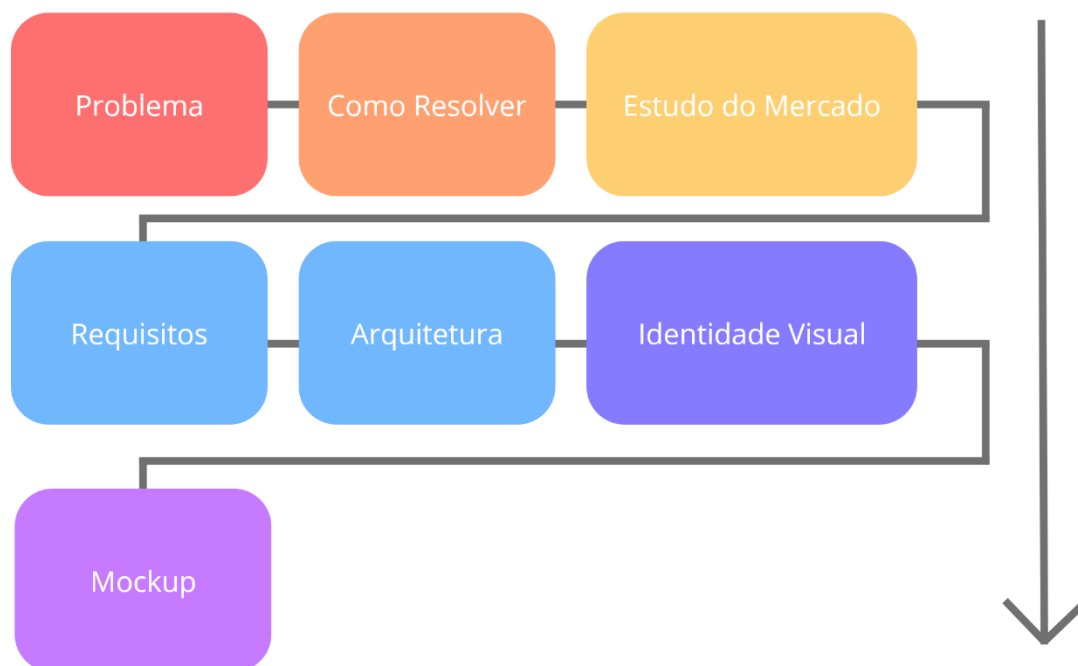 Problema
Como Resolver
Estudo do Mercado
Requisitos
Arquitetura
Identidade Visual
Mockup